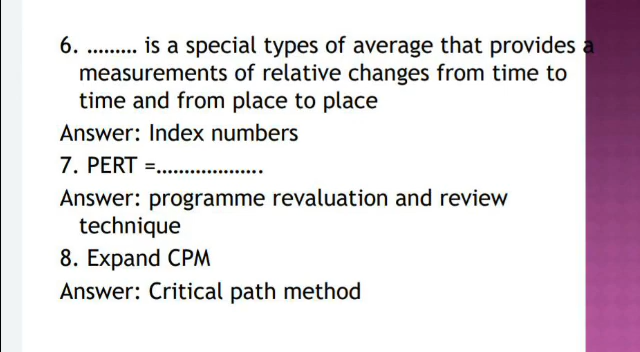 6. ......... is a special types of average that provides a
measurements of relative changes from time to
time and from place to place
Answer: Index numbers
7. PERT =...................
Answer: programme revaluation and review
technique
8. Expand CPM
Answer: Critical path method